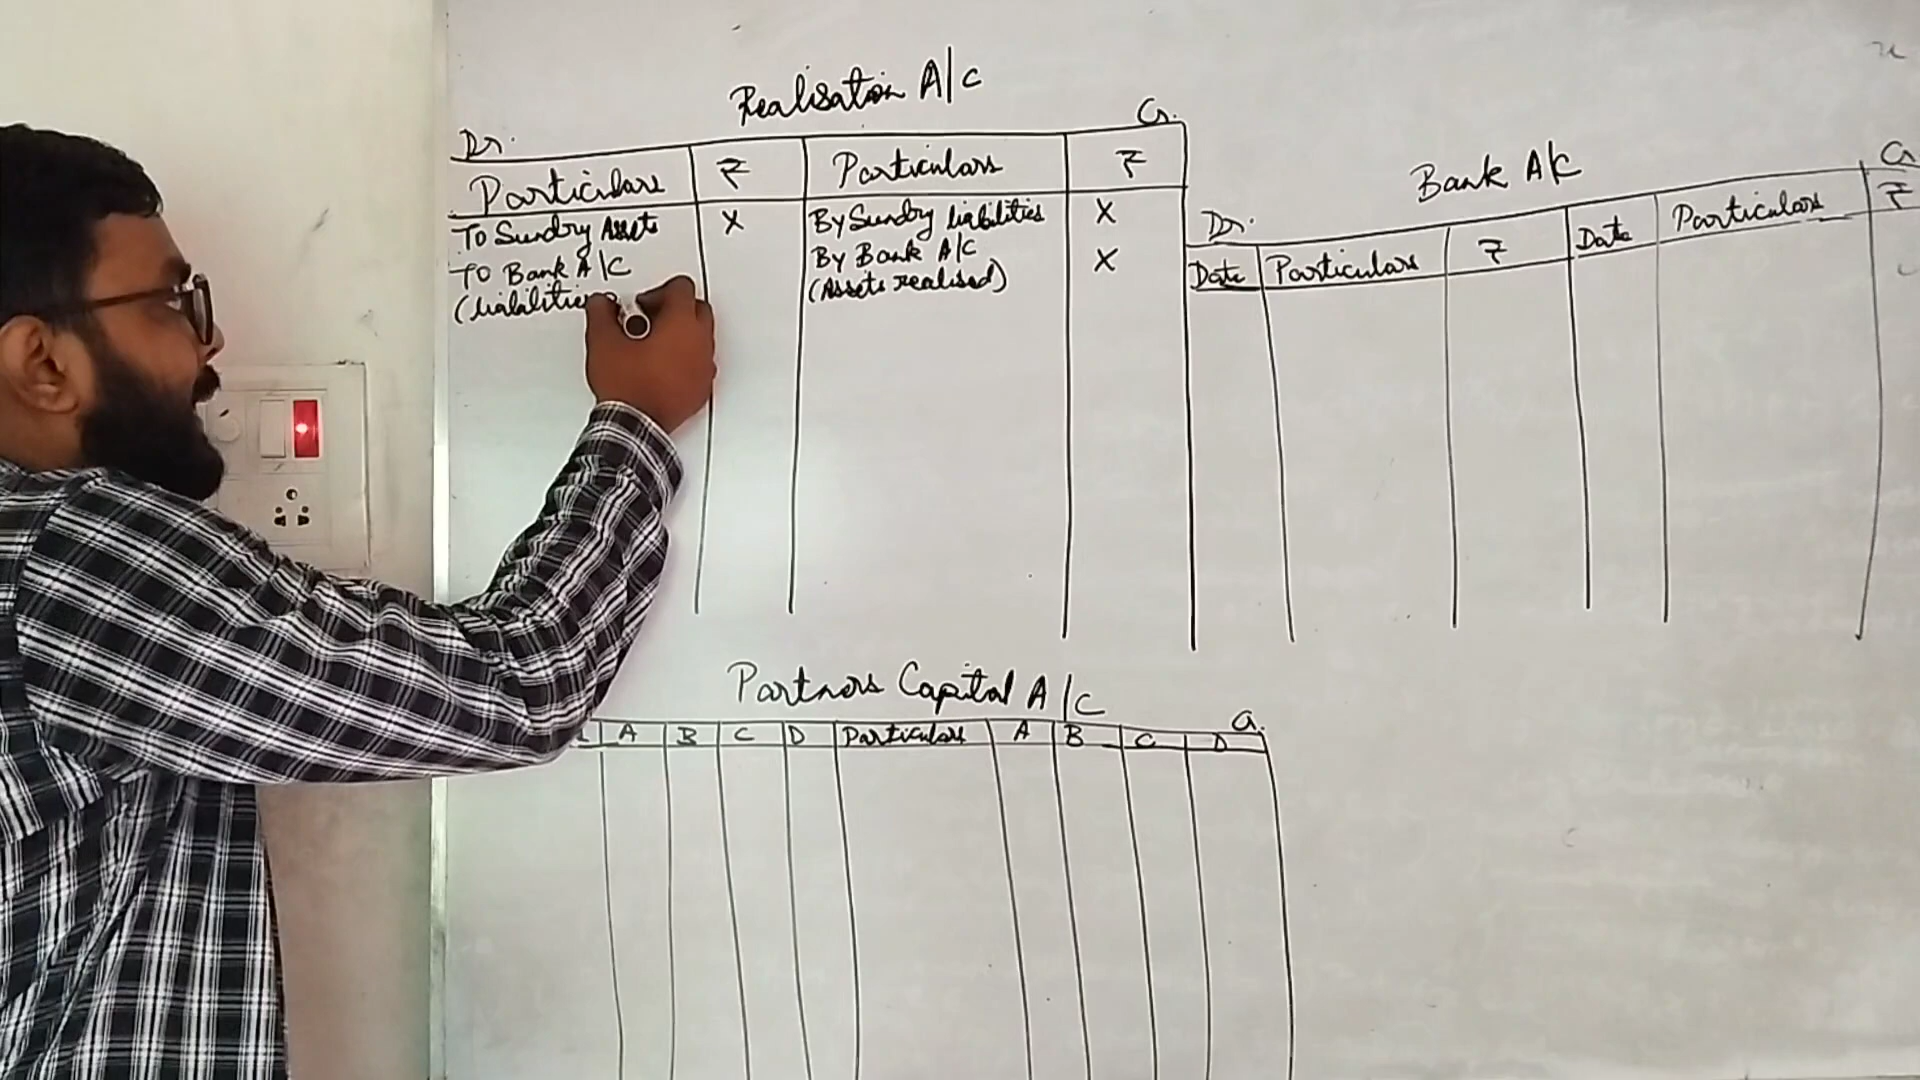 Realisation A/C
Dr. Cr.
Particulars ₹ Particulars ₹
To Sundry Assets X By Sundry liabilities X
To Bank A/C By Bank A/C X
(liabilities (Assets realised)
Bank A/C
Dr. Cr
Date Particulars ₹ Date Particulars ₹
Partners Capital A/C
Cr.
A B C D Particulars A B C D